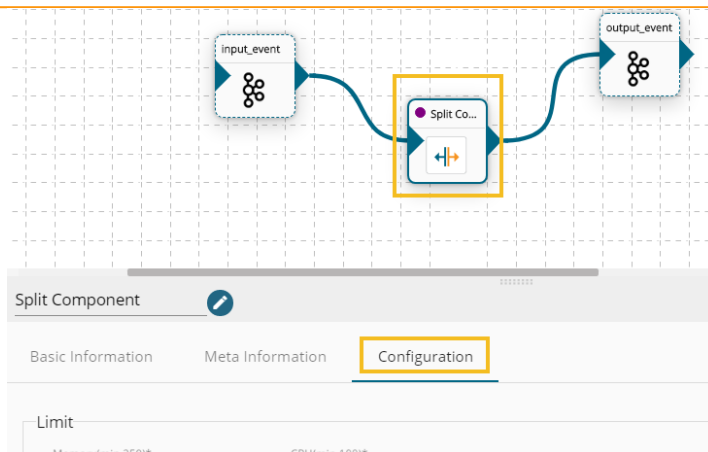 output_event
input_event
Split Co...
Split Component
Basic Information
Meta Information
Configuration
Limit